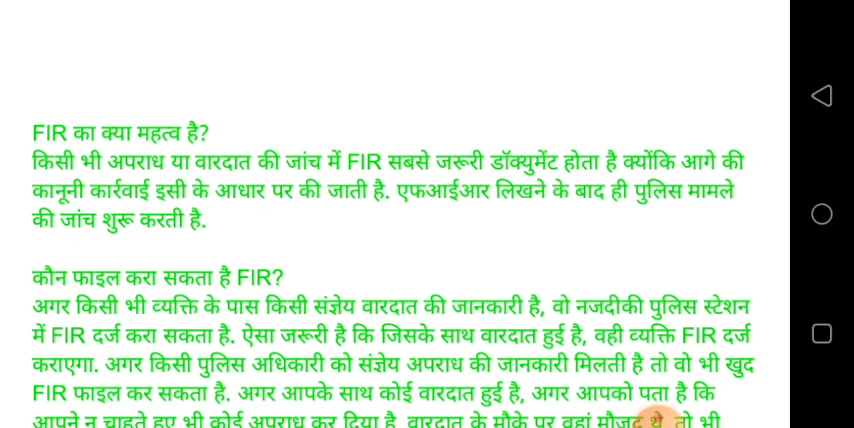 FIR का क्या महत्व है?
किसी भी अपराध या वारदात की जांच में FIR सबसे जरूरी डॉक्युमेंट होता है क्योंकि आगे की
कानूनी कार्रवाई इसी के आधार पर की जाती है. एफआईआर लिखने के बाद ही पुलिस मामले
की जांच शुरू करती है.
कौन फाइल करा सकता है FIR?
अगर किसी भी व्यक्ति के पास किसी संज्ञेय वारदात की जानकारी है, वो नजदीकी पुलिस स्टेशन
में FIR दर्ज करा सकता है. ऐसा जरूरी है कि जिसके साथ वारदात हुई है, वही व्यक्ति FIR दर्ज
कराएगा. अगर किसी पुलिस अधिकारी को संज्ञेय अपराध की जानकारी मिलती है तो वो भी खुद
FIR फाइल कर सकता है. अगर आपके साथ कोई वारदात हुई है, अगर आपको पता है कि
आपने न चाहते हुए भी कोई अपराध कर दिया है, वारदात के मौके पर वहां मौजूद थे, तो भी